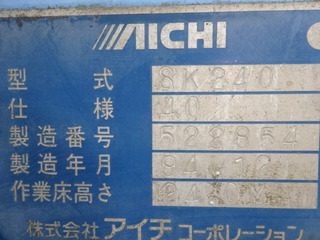 AICHI
型式 SK240
仕様 40
製造番号 522854
製造年月
作業床高さ
株式会社アイチコーポレーション